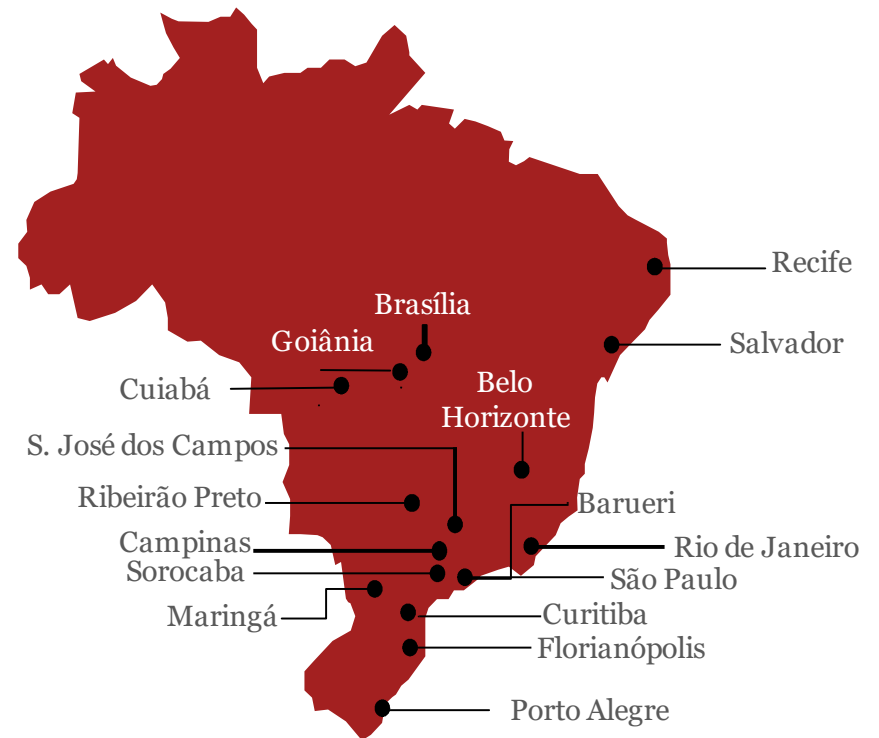 Recife
Brasília
Goiânia
Salvador
Cuiabá
Belo
Horizonte
S. José dos Campos
Ribeirão Preto
Barueri
Campinas
Rio de Janeiro
Sorocaba
São Paulo
Maringá
Curitiba
Florianópolis
Porto Alegre